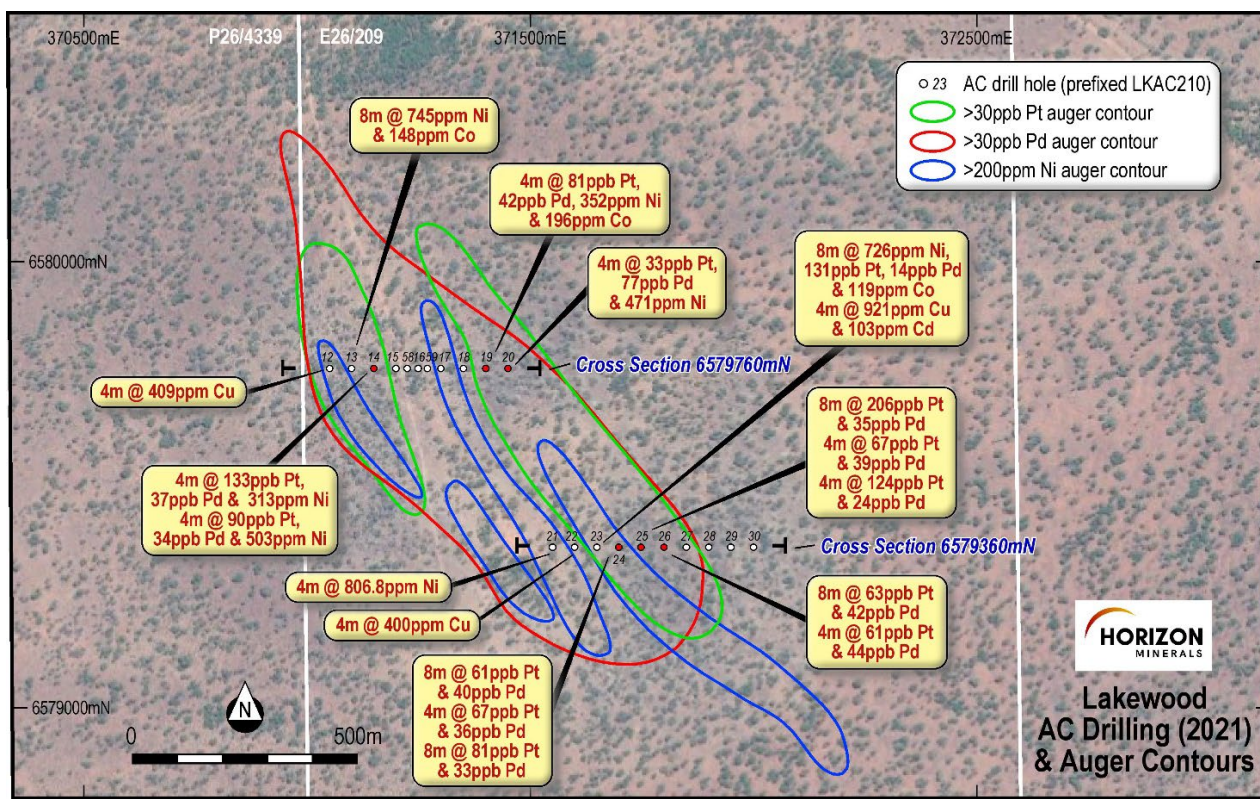 370500mE
P26/4339
E26/209
371500mE
372500mE
23 AC drill hole (prefixed LKAC210)
>30ppb Pt auger contour
>30ppb Pd auger contour
>200ppm Ni auger contour
8m @ 745ppm Ni
& 148ppm Co
4m @ 81ppb Pt,
42ppb Pd, 352ppm Ni
& 196ppm Co
4m @ 33ppb Pt,
77ppb Pd
& 471ppm Ni
8m @ 726ppm Ni,
131ppb Pt, 14ppb Pd
& 119ppm Co
4m @ 921ppm Cu
& 103ppm Cd
6580000mN
12 13 14 15 58 16 59 17 18 19 20
Cross Section 6579760mN
4m @ 409ppm Cu
8m @ 206ppb Pt
& 35ppb Pd
4m @ 67ppb Pt
& 39ppb Pd
4m @ 124ppb Pt
& 24ppb Pd
4m @ 133ppb Pt,
37ppb Pd & 313ppm Ni
4m @ 90ppb Pt,
34ppb Pd & 503ppm Ni
21 22 23 25 26 27 28 29 30
24
Cross Section 6579360mN
4m @ 806.8ppm Ni
4m @ 400ppm Cu
8m @ 63ppb Pt
& 42ppb Pd
4m @ 61ppb Pt
& 44ppb Pd
8m @ 61ppb Pt
& 40ppb Pd
4m @ 67ppb Pt
& 36ppb Pd
8m @ 81ppb Pt
& 33ppb Pd
6579000mN
N
0 500m
HORIZON
MINERALS
Lakewood
AC Drilling (2021)
& Auger Contours